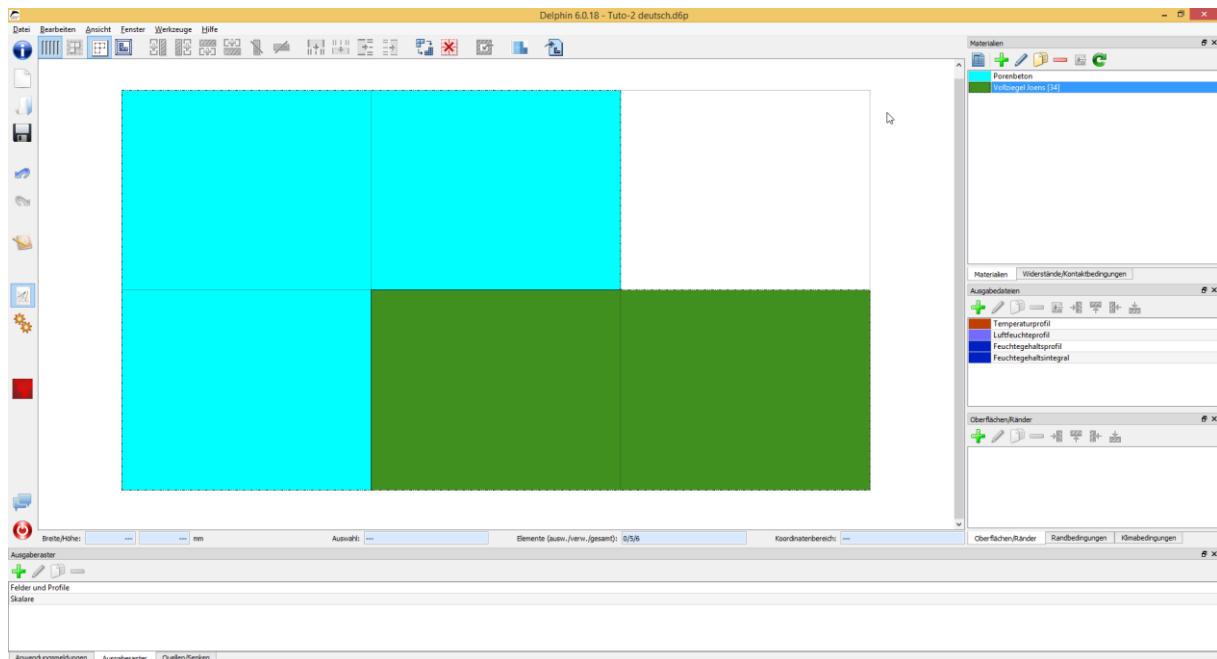 Delphin 6.0.18 - Tuto-2 deutsch.d6p
Datei Bearbeiten Ansicht Fenster Werkzeuge Hilfe
Materialien
Porenbeton
Vollziegel Joens [34]
Materialien Widerstände/Kontaktbedingungen
Ausgabedateien
Temperaturprofil
Luftfeuchteprofil
Feuchtegehaltsprofil
Feuchtegehaltsintegral
Oberflächen/Ränder
Breite/Höhe: --- --- mm Auswahl: --- Elemente (ausw./verw./gesamt): 0/5/6 Koordinatenbereich: ---
Oberflächen/Ränder Randbedingungen Klimabedingungen
Ausgaberaster
Felder und Profile
Skalare
Anwendungsmeldungen Ausgaberaster Quellen/Senken